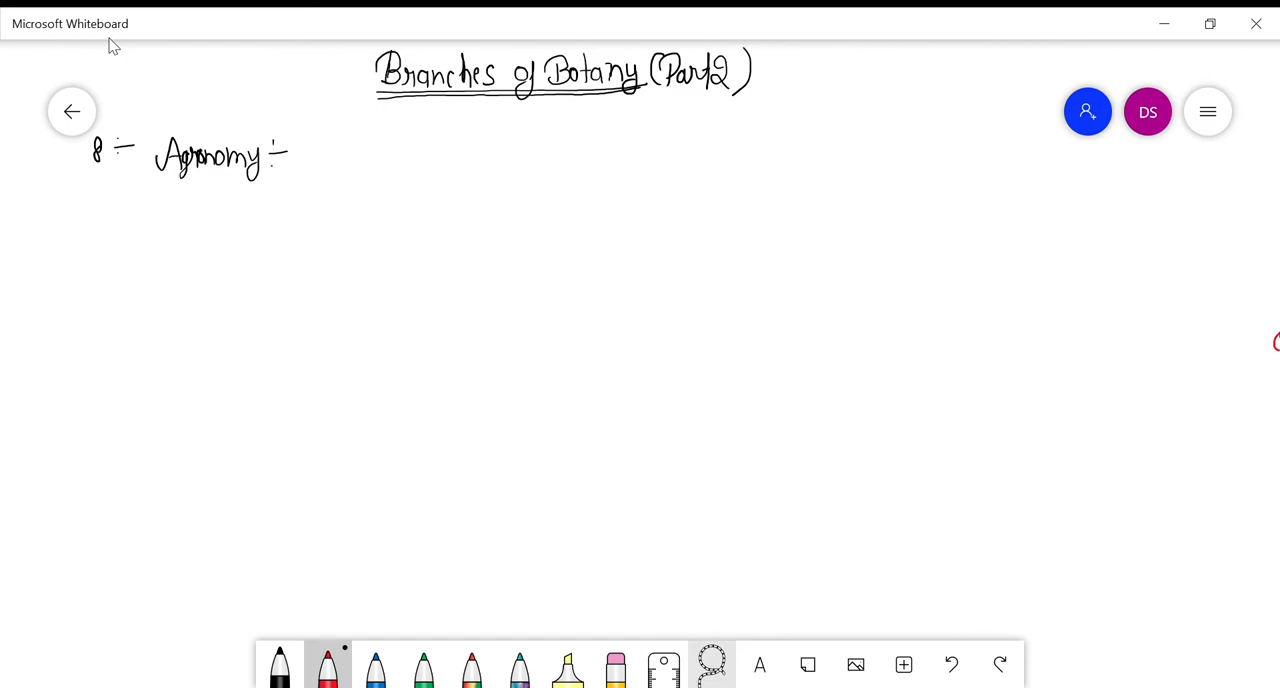 Microsoft Whiteboard
Branches of Botany (Part 2)
DS
8 ÷ Agronomy ÷
A